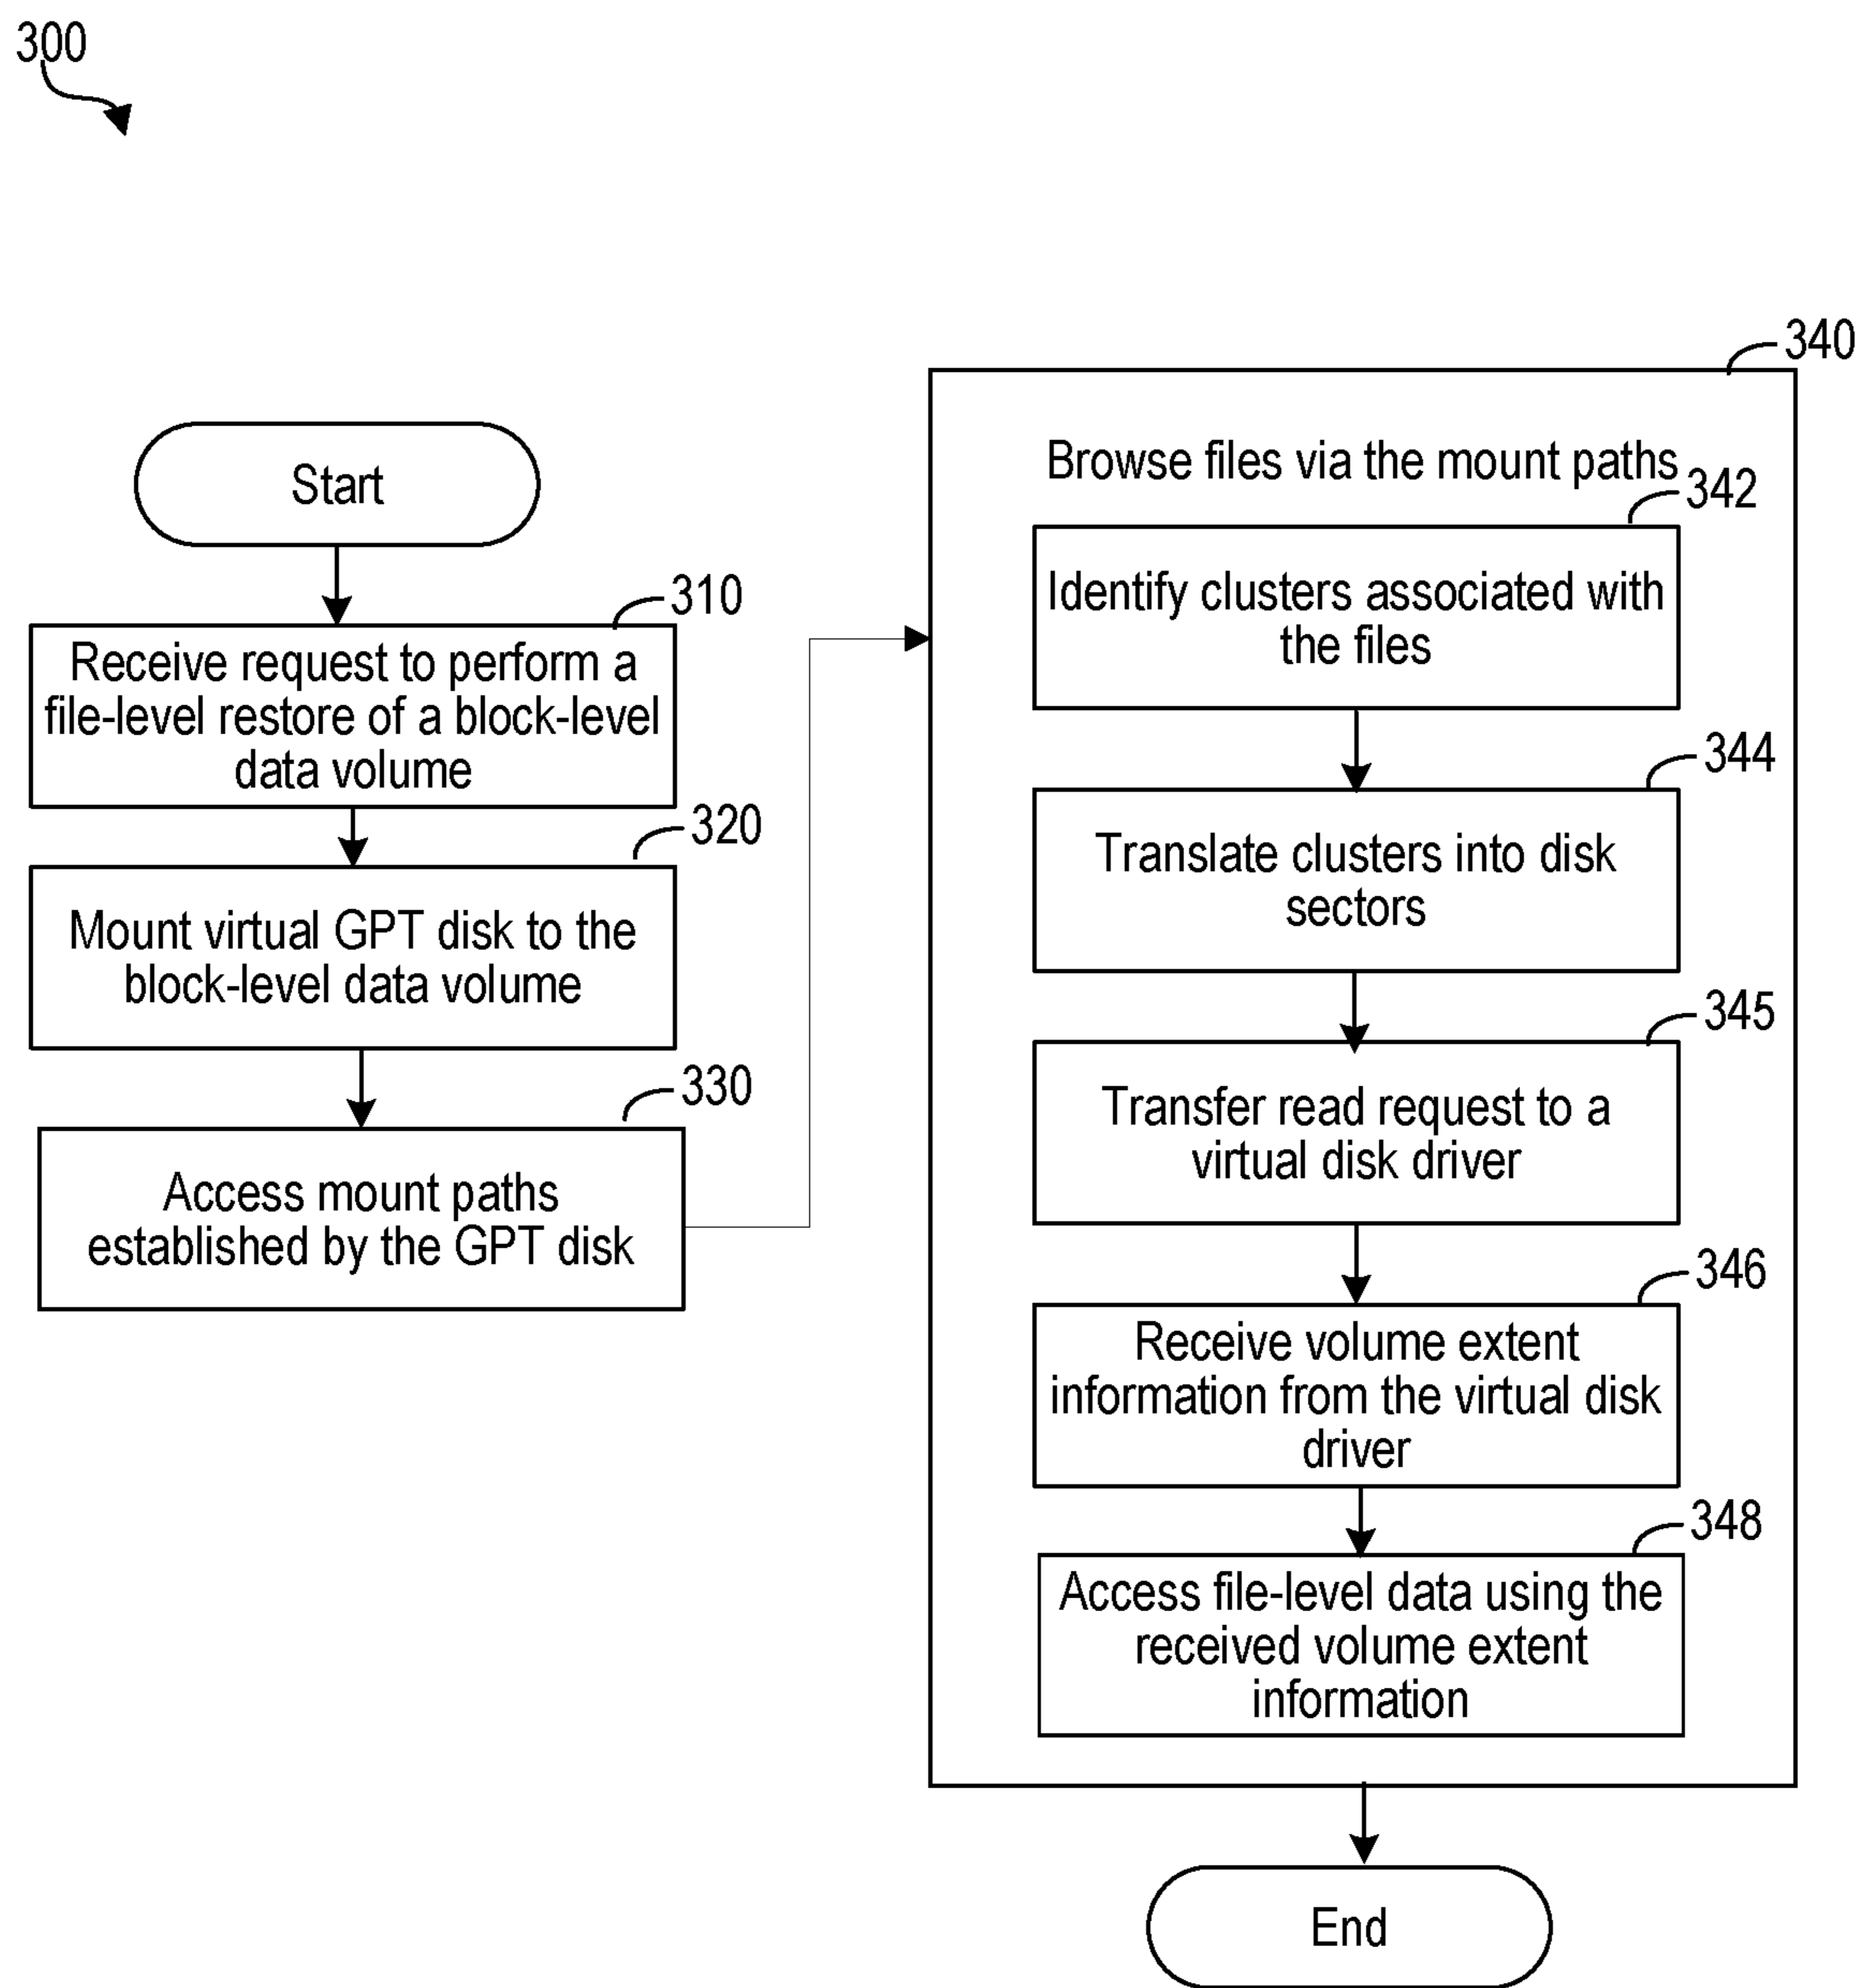 300
Start
310
Receive request to perform a
file-level restore of a block-level
data volume
320
Mount virtual GPT disk to the
block-level data volume
330
Access mount paths
established by the GPT disk
340
Browse files via the mount paths
342
Identify clusters associated with
the files
344
Translate clusters into disk
sectors
345
Transfer read request to a
virtual disk driver
346
Receive volume extent
information from the virtual disk
driver
348
Access file-level data using the
received volume extent
information
End